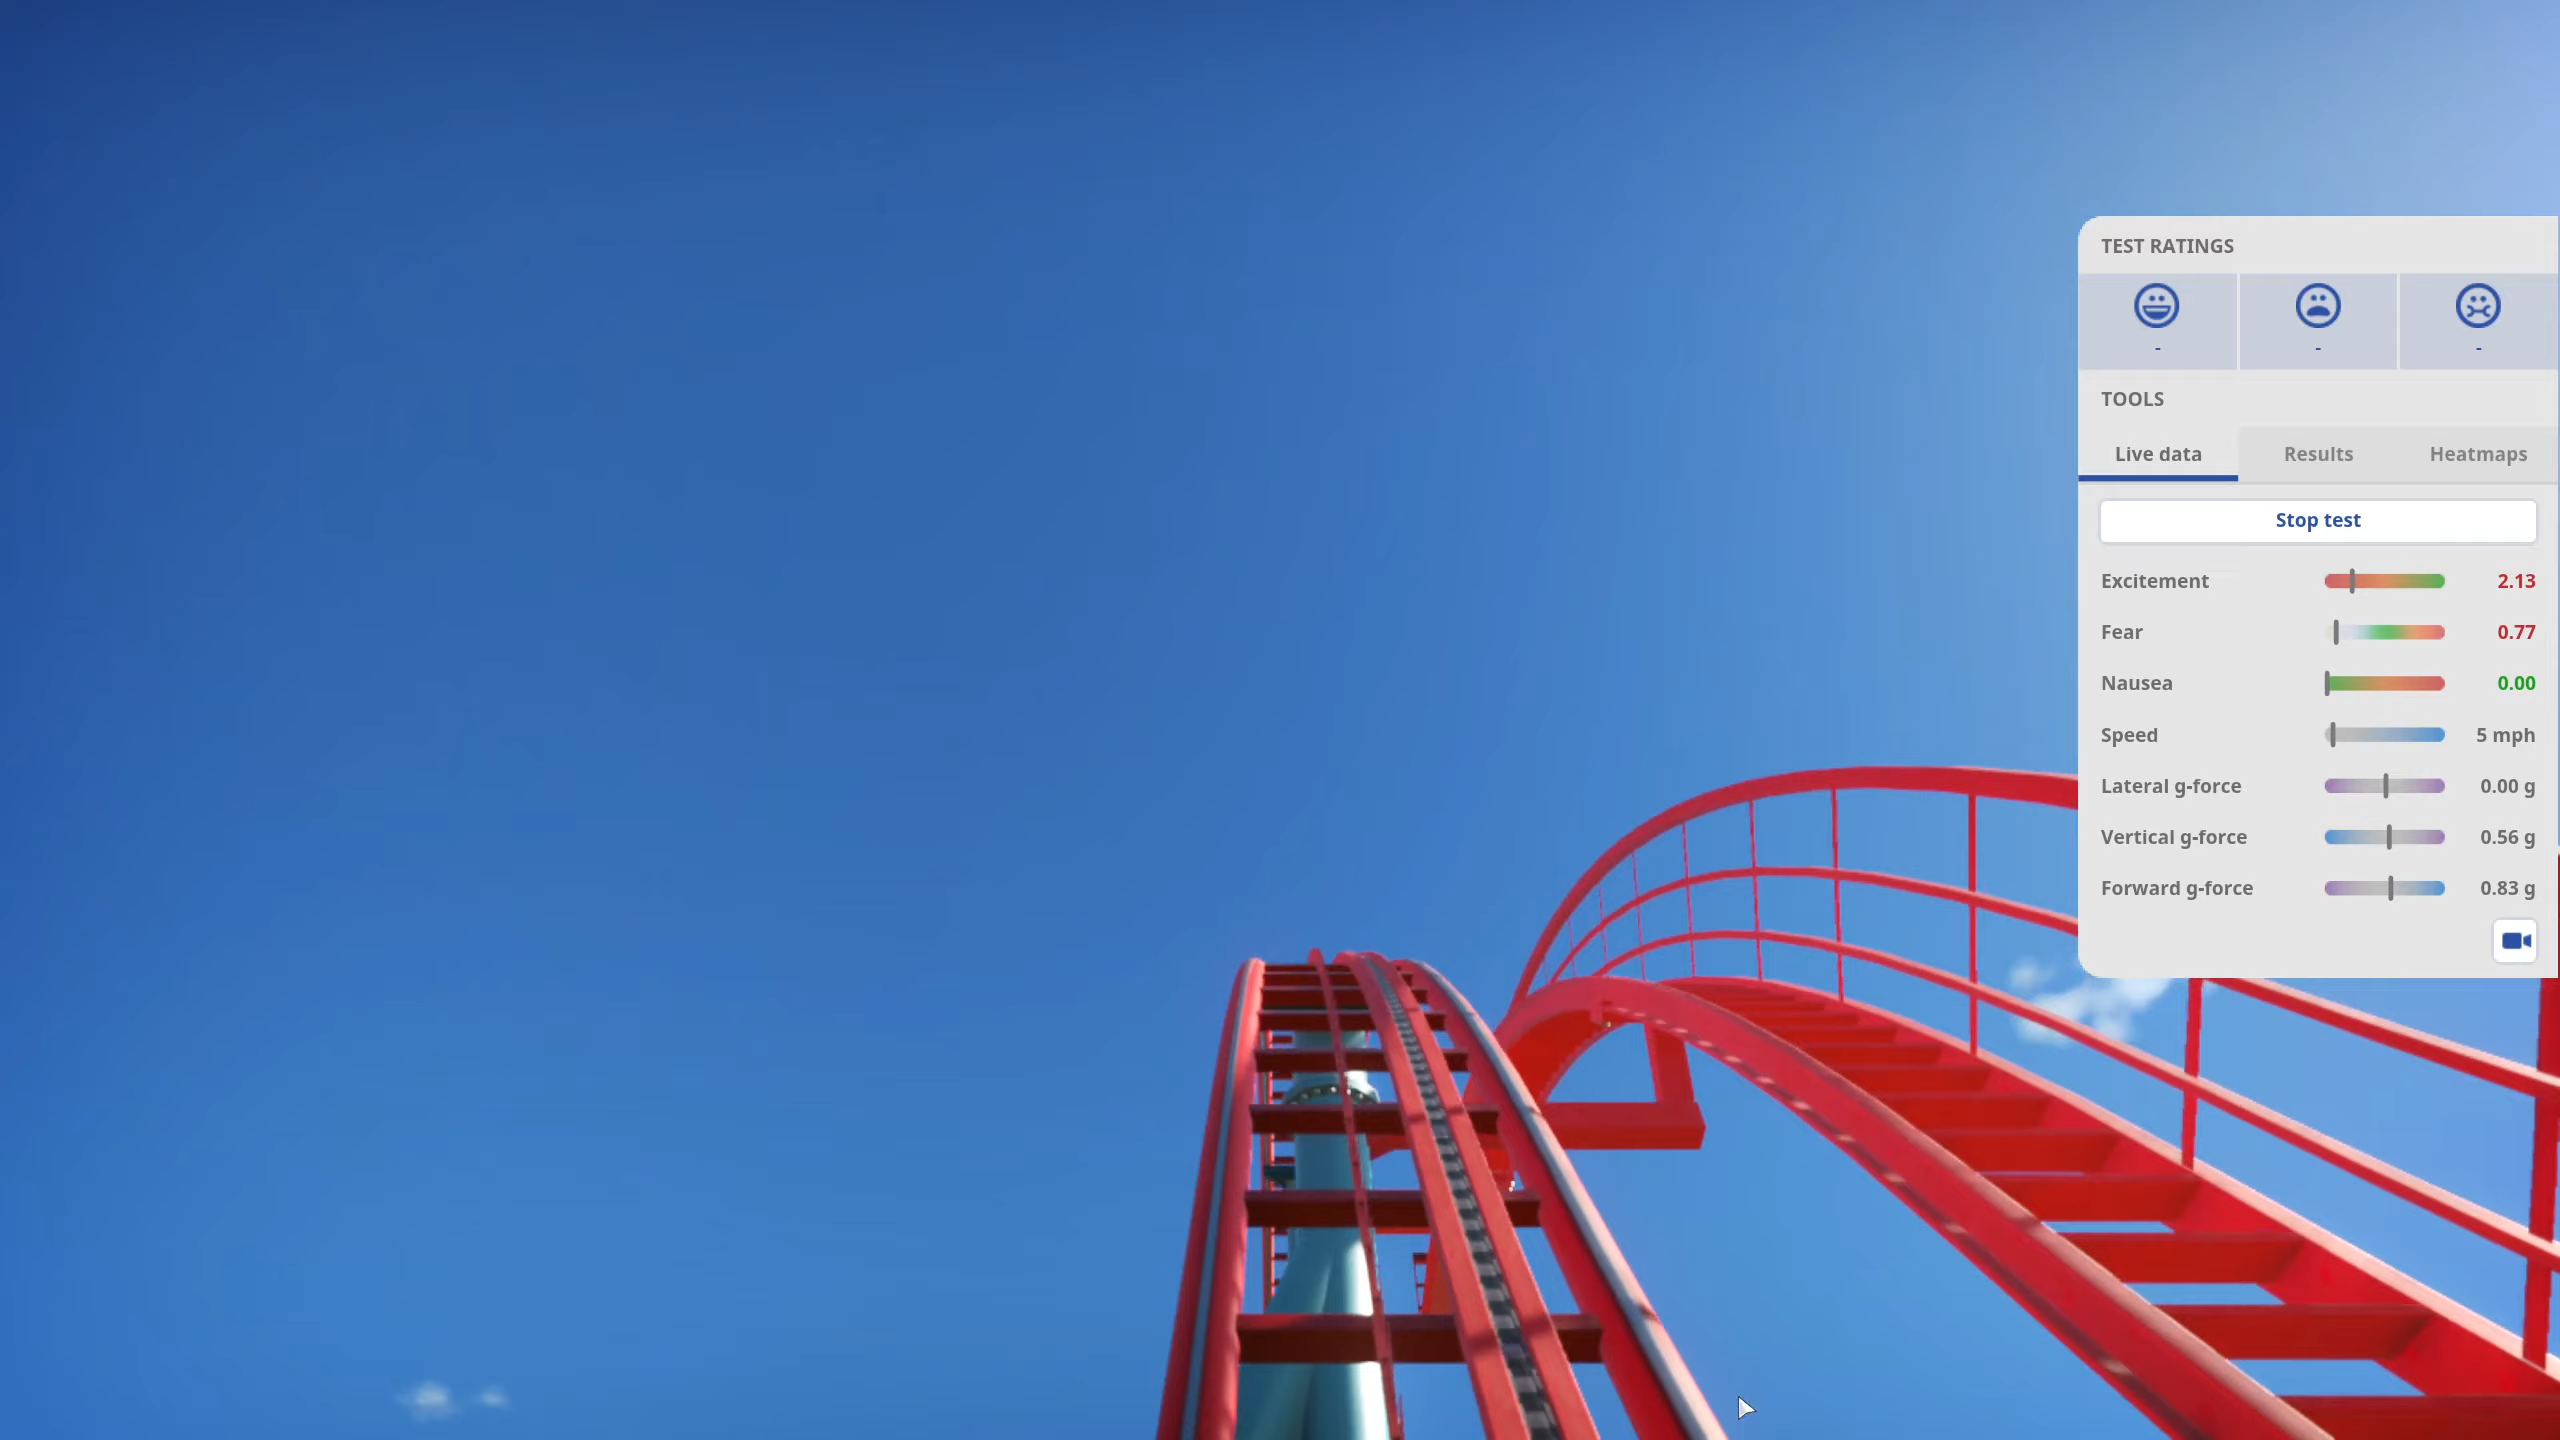 TEST RATINGS
- - -
TOOLS
Live data Results Heatmaps
Stop test
Excitement 2.13
Fear 0.77
Nausea 0.00
Speed 5 mph
Lateral g-force 0.00 g
Vertical g-force 0.56 g
Forward g-force 0.83 g